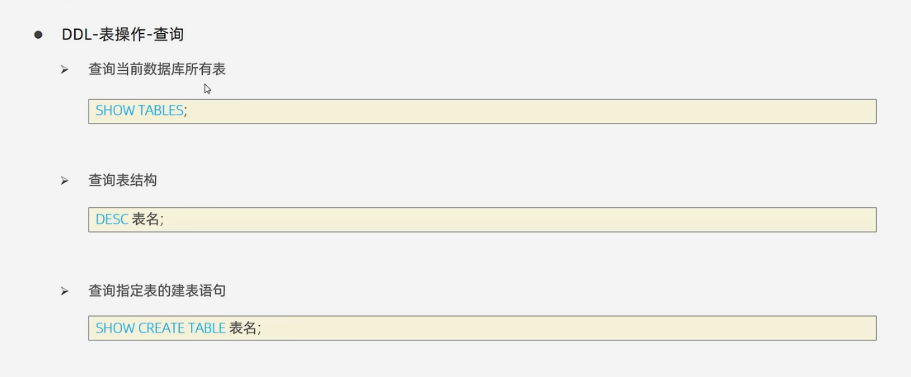 DDL-表操作-查询
查询当前数据库所有表
SHOW TABLES;
查询表结构
DESC 表名;
查询指定表的建表语句
SHOW CREATE TABLE 表名;